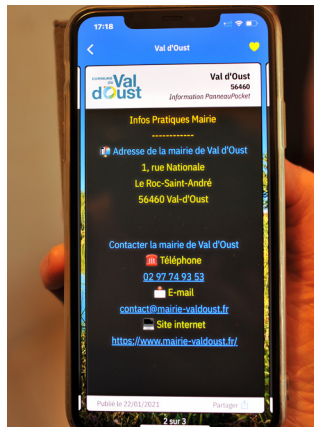 17:18
Val d'Oust
COMMUNE DE Val d'Oust
Val d'Oust
56460
Information PanneauPocket
Infos Pratiques Mairie
------------
Adresse de la mairie de Val d'Oust
1, rue Nationale
Le Roc-Saint-André
56460 Val-d'Oust
Contacter la mairie de Val d'Oust
Téléphone
02 97 74 93 53
E-mail
contact@mairie-valdoust.fr
Site internet
https://www.mairie-valdoust.fr/
Publié le 22/01/2021
Partager
2 sur 3